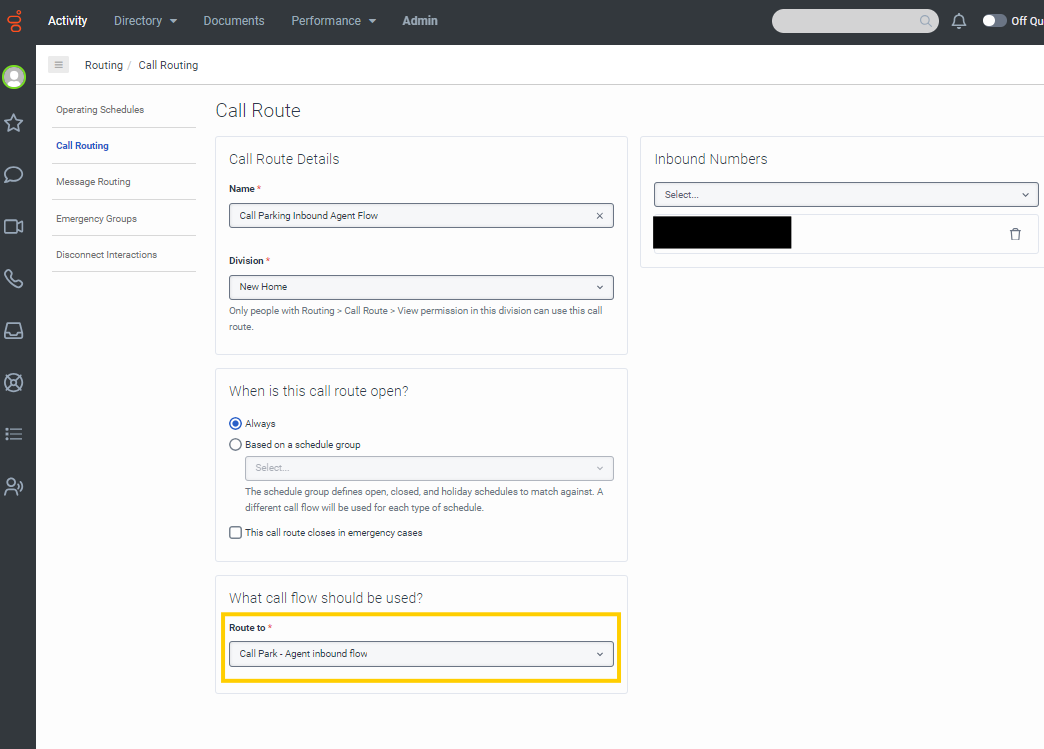 Activity Directory Documents Performance Admin Off Qu
Routing / Call Routing
Operating Schedules
Call Routing
Message Routing
Emergency Groups
Disconnect Interactions
Call Route
Call Route Details
Name *
Call Parking Inbound Agent Flow
Division *
New Home
Only people with Routing > Call Route > View permission in this division can use this call
route.
When is this call route open?
Always
Based on a schedule group
Select...
The schedule group defines open, closed, and holiday schedules to match against. A
different call flow will be used for each type of schedule.
This call route closes in emergency cases
What call flow should be used?
Route to *
Call Park - Agent inbound flow
Inbound Numbers
Select...